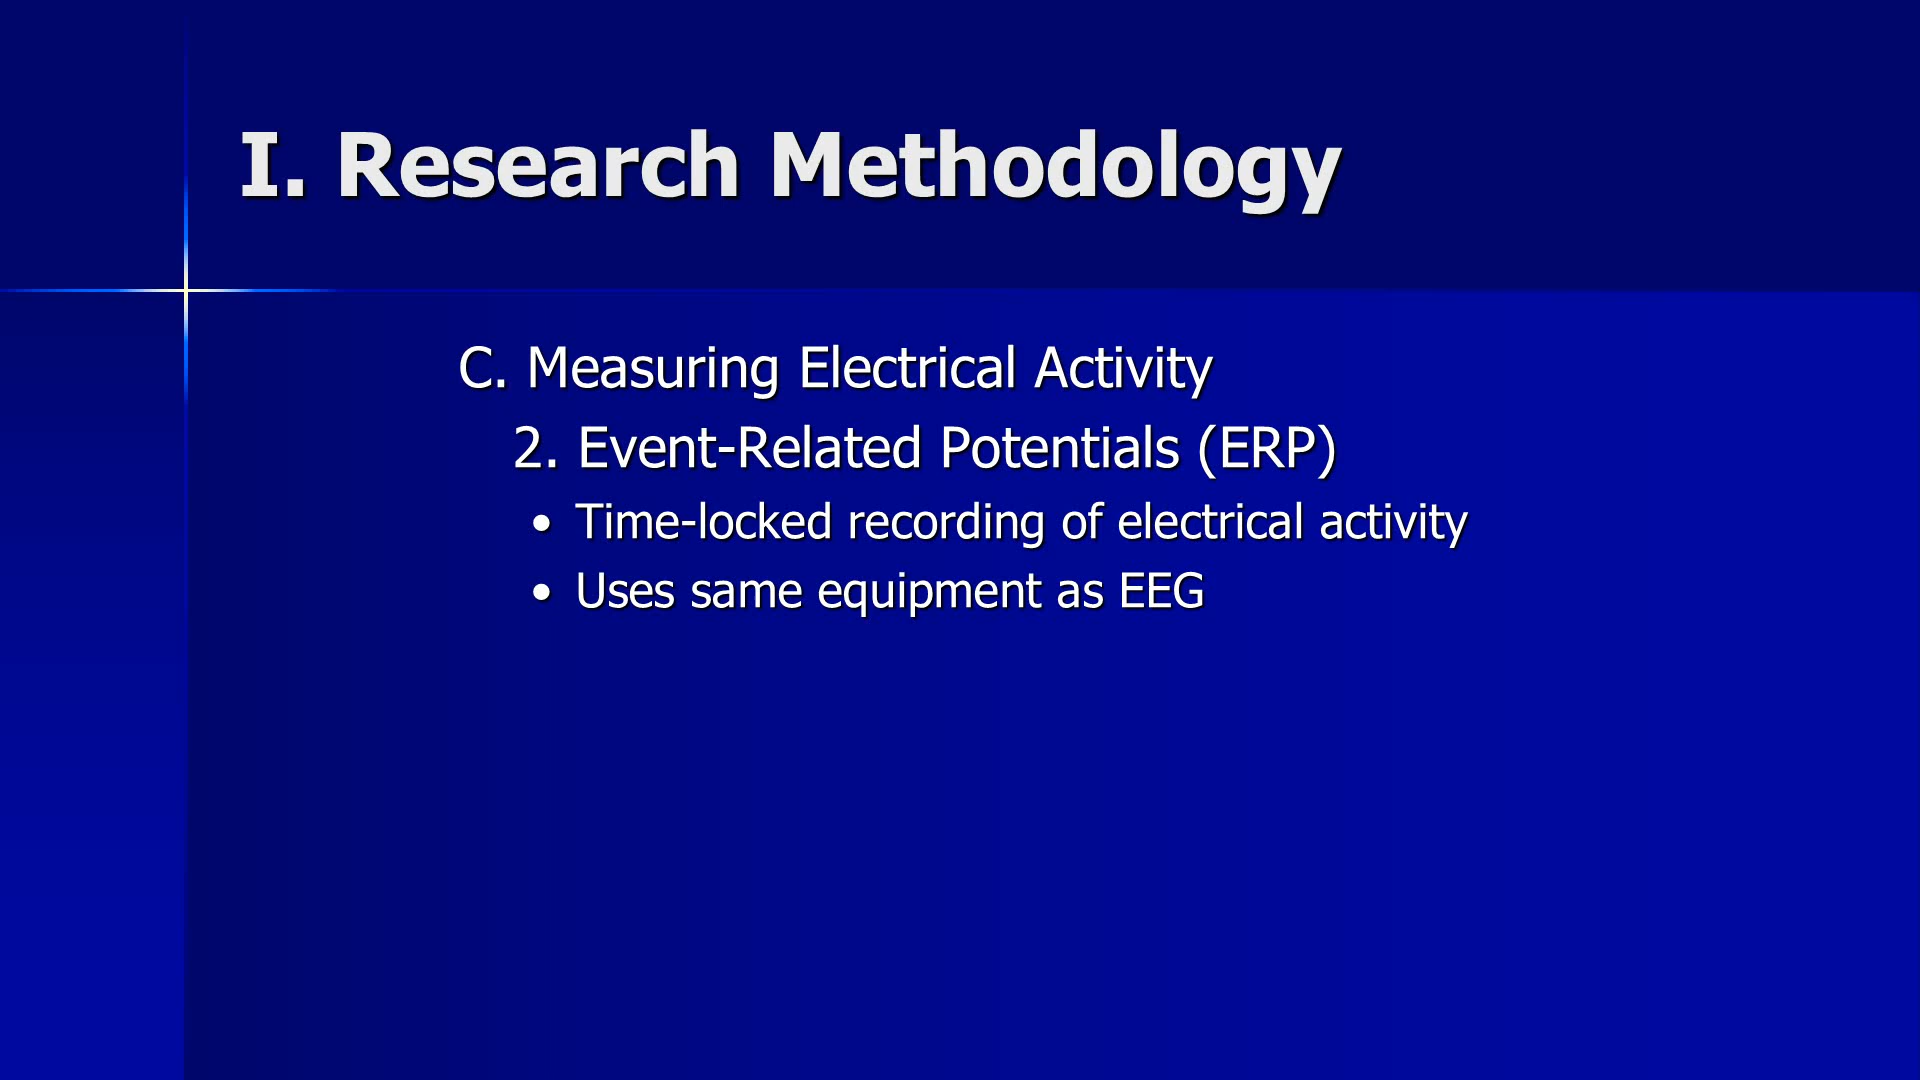 I. Research Methodology
C. Measuring Electrical Activity
2. Event-Related Potentials (ERP)
• Time-locked recording of electrical activity
• Uses same equipment as EEG